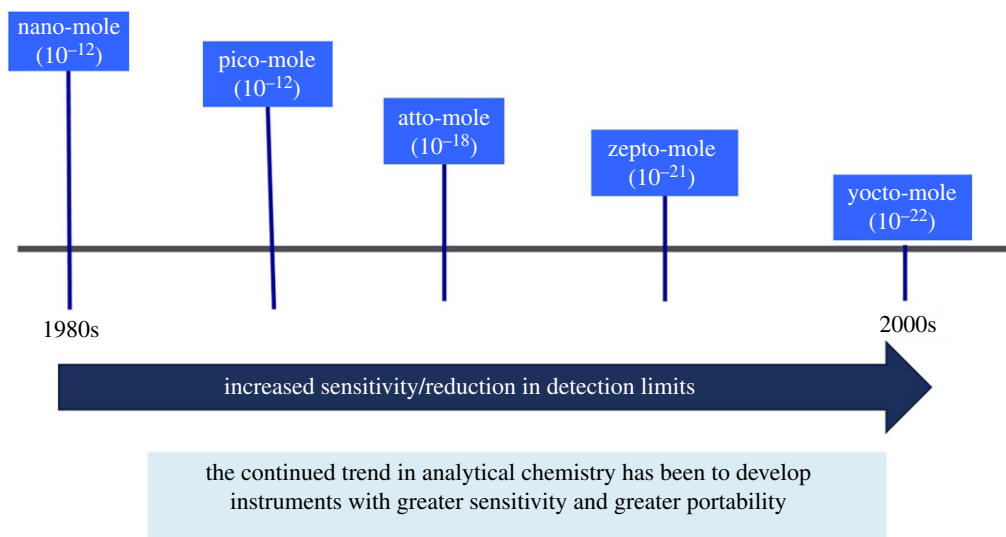 nano-mole
(10⁻¹²)
pico-mole
(10⁻¹²)
atto-mole
(10⁻¹⁸)
zepto-mole
(10⁻²¹)
yocto-mole
(10⁻²²)
1980s
2000s
increased sensitivity/reduction in detection limits
the continued trend in analytical chemistry has been to develop
instruments with greater sensitivity and greater portability